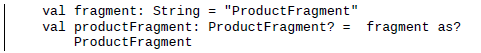 val fragment: String = "ProductFragment"
val productFragment: ProductFragment? =  fragment as?
ProductFragment